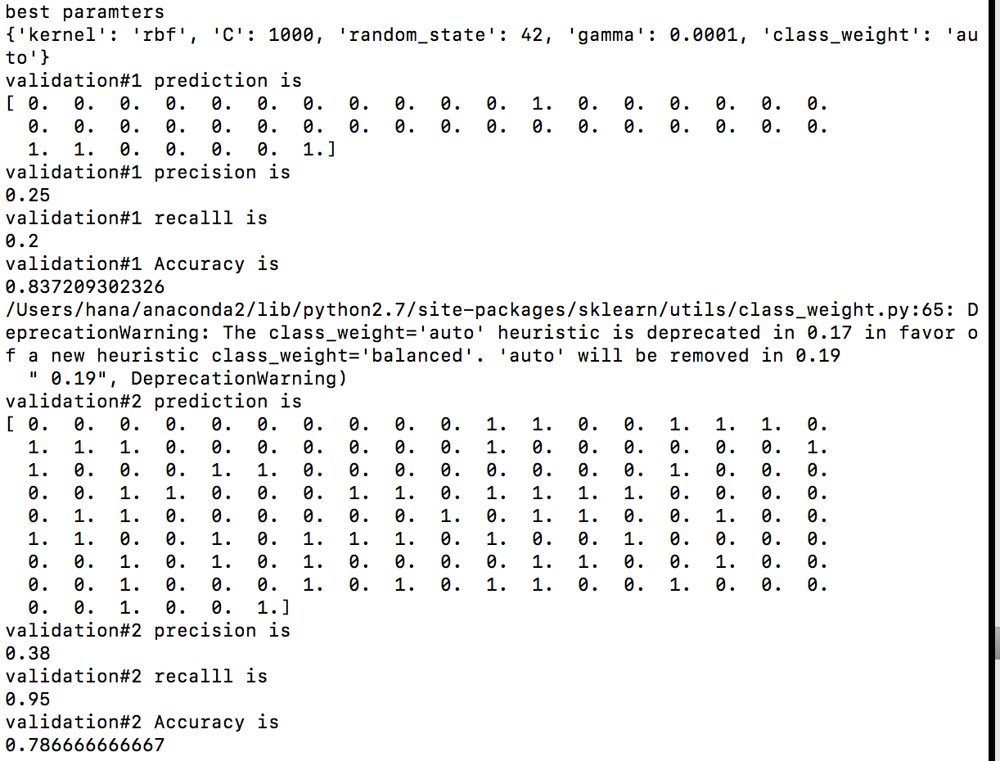 best paramters
{'kernel': 'rbf', 'C': 1000, 'random_state': 42, 'gamma': 0.0001, 'class_weight': 'au
to'}
validation#1 prediction is
[ 0. 0. 0. 0. 0. 0. 0. 0. 0. 0. 0. 1. 0. 0. 0. 0. 0. 0.
0. 0. 0. 0. 0. 0. 0. 0. 0. 0. 0. 0. 0. 0. 0. 0. 0. 0.
1. 1. 0. 0. 0. 0. 1.]
validation#1 precision is
0.25
validation#1 recalll is
0.2
validation#1 Accuracy is
0.837209302326
/Users/hana/anaconda2/lib/python2.7/site-packages/sklearn/utils/class_weight.py:65: D
eprecationWarning: The class_weight='auto' heuristic is deprecated in 0.17 in favor o
f a new heuristic class_weight='balanced'. 'auto' will be removed in 0.19
" 0.19", DeprecationWarning)
validation#2 prediction is
[ 0. 0. 0. 0. 0. 0. 0. 0. 0. 0. 1. 1. 0. 0. 1. 1. 1. 0.
1. 1. 1. 0. 0. 0. 0. 0. 0. 0. 1. 0. 0. 0. 0. 0. 0. 1.
1. 0. 0. 0. 1. 1. 0. 0. 0. 0. 0. 0. 0. 0. 1. 0. 0. 0.
0. 0. 1. 1. 0. 0. 0. 1. 1. 0. 1. 1. 1. 1. 0. 0. 0. 0.
0. 1. 1. 0. 0. 0. 0. 0. 0. 1. 0. 1. 1. 0. 0. 1. 0. 0.
1. 1. 0. 0. 1. 0. 1. 1. 1. 0. 1. 0. 0. 1. 0. 0. 0. 0.
0. 0. 1. 0. 1. 0. 1. 0. 0. 0. 0. 1. 1. 0. 0. 1. 0. 0.
0. 0. 1. 0. 0. 0. 1. 0. 1. 0. 1. 1. 0. 0. 1. 0. 0. 0.
0. 0. 1. 0. 0. 1.]
validation#2 precision is
0.38
validation#2 recalll is
0.95
validation#2 Accuracy is
0.786666666667